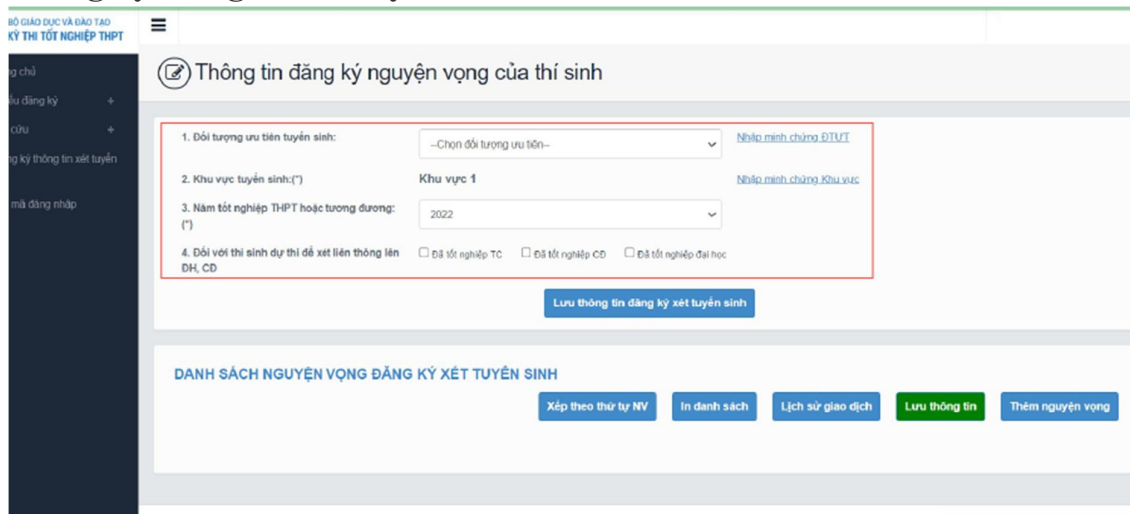 BỘ GIÁO DỤC VÀ ĐÀO TẠO
KỲ THI TỐT NGHIỆP THPT
chủ
đăng ký +
cứu +
ký thông tin xét tuyển
mã đăng nhập
Thông tin đăng ký nguyện vọng của thí sinh
1. Đối tượng ưu tiên tuyển sinh:
--Chọn đối tượng ưu tiên--
Nhập minh chứng ĐTƯT
2. Khu vực tuyển sinh:(*)
Khu vực 1
Nhập minh chứng Khu vực
3. Năm tốt nghiệp THPT hoặc tương đương:
(*)
2022
4. Đối với thí sinh dự thi để xét liên thông lên
ĐH, CĐ
Đã tốt nghiệp TC Đã tốt nghiệp CĐ Đã tốt nghiệp đại học
Lưu thông tin đăng ký xét tuyển sinh
DANH SÁCH NGUYỆN VỌNG ĐĂNG KÝ XÉT TUYỂN SINH
Xếp theo thứ tự NV In danh sách Lịch sử giao dịch Lưu thông tin Thêm nguyện vọng